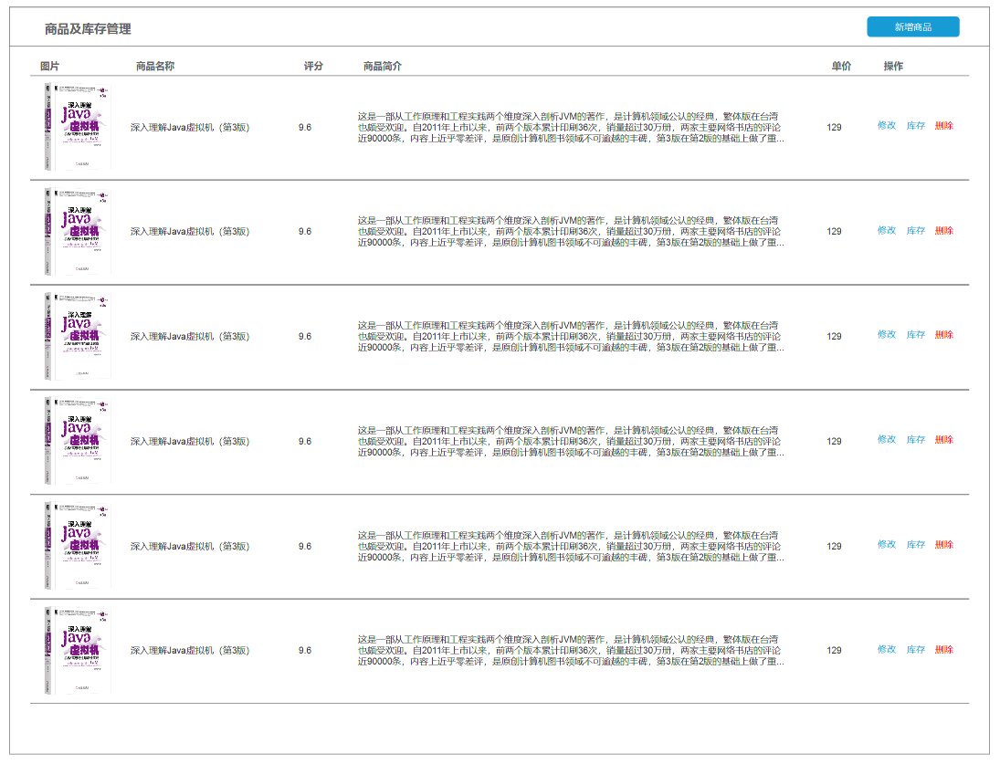 商品及库存管理
新增商品
图片 商品名称 评分 商品简介 单价 操作
深入理解
Java
虚拟机
深入理解Java虚拟机（第3版） 9.6 129 修改 库存 删除
这是一部从工作原理和工程实践两个维度深入剖析JVM的著作，是计算机领域公认的经典，繁体版在台湾
也颇受欢迎。自2011年上市以来，前两个版本累计印刷36次，销量超过30万册，两家主要网络书店的评论
近90000条，内容上近乎零差评，是原创计算机图书领域不可逾越的丰碑，第3版在第2版的基础上做了重...
深入理解
Java
虚拟机
深入理解Java虚拟机（第3版） 9.6 129 修改 库存 删除
这是一部从工作原理和工程实践两个维度深入剖析JVM的著作，是计算机领域公认的经典，繁体版在台湾
也颇受欢迎。自2011年上市以来，前两个版本累计印刷36次，销量超过30万册，两家主要网络书店的评论
近90000条，内容上近乎零差评，是原创计算机图书领域不可逾越的丰碑，第3版在第2版的基础上做了重...
深入理解
Java
虚拟机
深入理解Java虚拟机（第3版） 9.6 129 修改 库存 删除
这是一部从工作原理和工程实践两个维度深入剖析JVM的著作，是计算机领域公认的经典，繁体版在台湾
也颇受欢迎。自2011年上市以来，前两个版本累计印刷36次，销量超过30万册，两家主要网络书店的评论
近90000条，内容上近乎零差评，是原创计算机图书领域不可逾越的丰碑，第3版在第2版的基础上做了重...
深入理解
Java
虚拟机
深入理解Java虚拟机（第3版） 9.6 129 修改 库存 删除
这是一部从工作原理和工程实践两个维度深入剖析JVM的著作，是计算机领域公认的经典，繁体版在台湾
也颇受欢迎。自2011年上市以来，前两个版本累计印刷36次，销量超过30万册，两家主要网络书店的评论
近90000条，内容上近乎零差评，是原创计算机图书领域不可逾越的丰碑，第3版在第2版的基础上做了重...
深入理解
Java
虚拟机
深入理解Java虚拟机（第3版） 9.6 129 修改 库存 删除
这是一部从工作原理和工程实践两个维度深入剖析JVM的著作，是计算机领域公认的经典，繁体版在台湾
也颇受欢迎。自2011年上市以来，前两个版本累计印刷36次，销量超过30万册，两家主要网络书店的评论
近90000条，内容上近乎零差评，是原创计算机图书领域不可逾越的丰碑，第3版在第2版的基础上做了重...
深入理解
Java
虚拟机
深入理解Java虚拟机（第3版） 9.6 129 修改 库存 删除
这是一部从工作原理和工程实践两个维度深入剖析JVM的著作，是计算机领域公认的经典，繁体版在台湾
也颇受欢迎。自2011年上市以来，前两个版本累计印刷36次，销量超过30万册，两家主要网络书店的评论
近90000条，内容上近乎零差评，是原创计算机图书领域不可逾越的丰碑，第3版在第2版的基础上做了重...